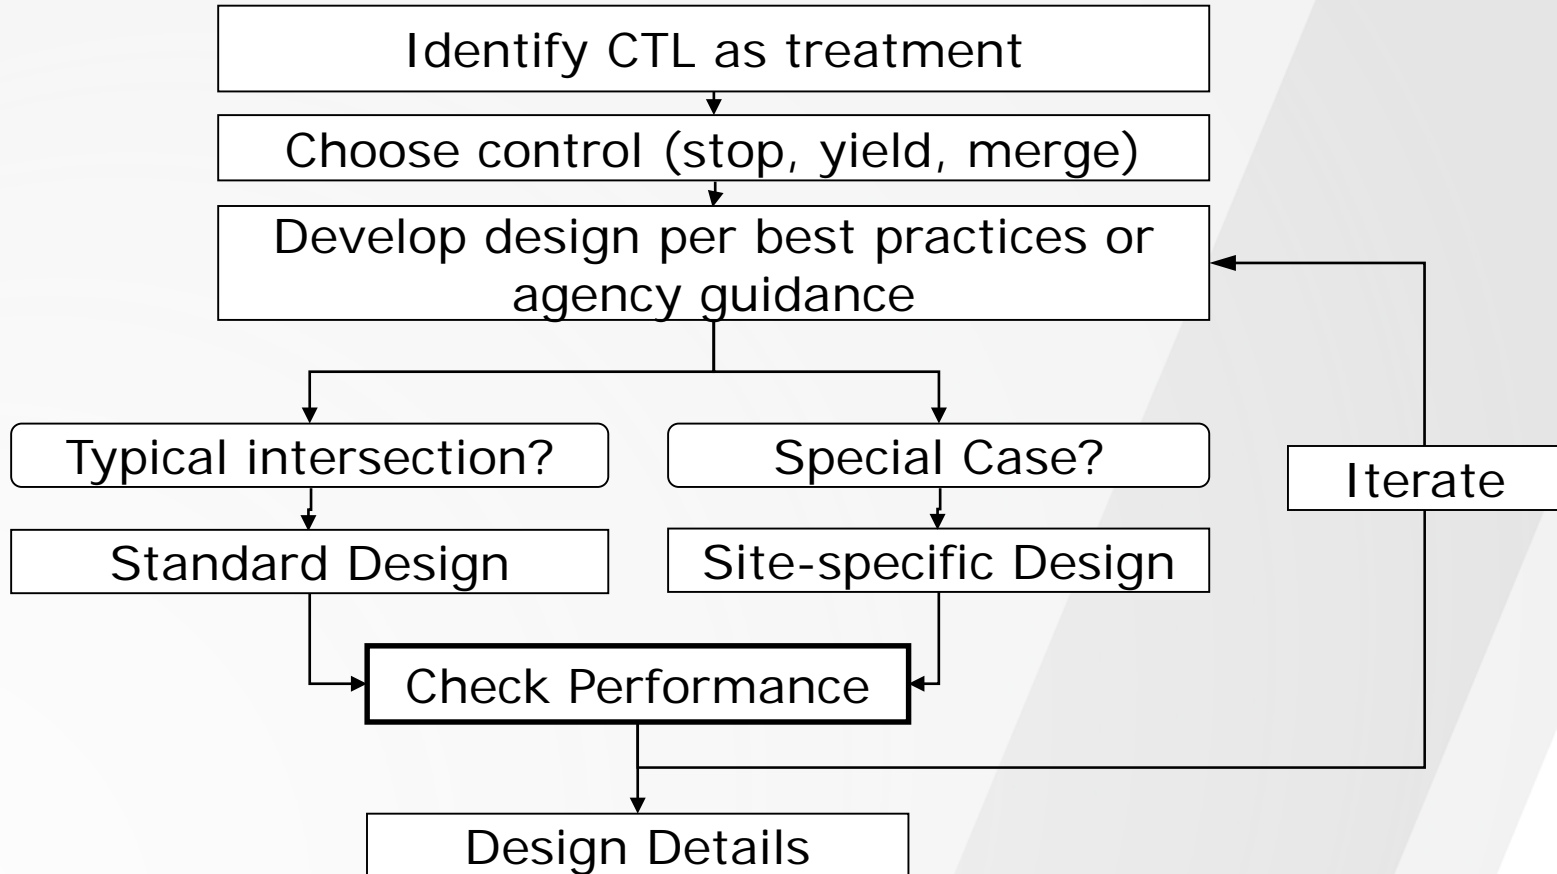 Identify CTL as treatment
Choose control (stop, yield, merge)
Develop design per best practices or
agency guidance
Typical intersection?
Special Case?
Iterate
Standard Design
Site-specific Design
Check Performance
Design Details